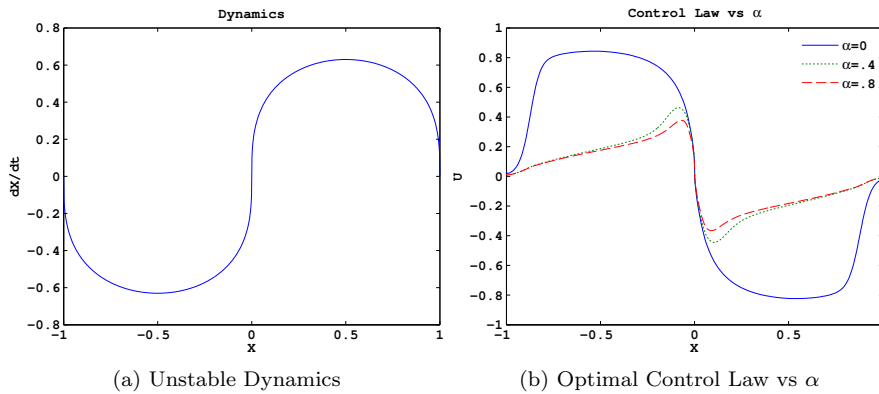 Dynamics
0.8
0.6
0.4
0.2
0
−0.2
−0.4
−0.6
−0.8
dX/dt
−1
−0.5
0
0.5
1
X
(a) Unstable Dynamics
Control Law vs α
1
0.8
0.6
0.4
0.2
0
−0.2
−0.4
−0.6
−0.8
−1
U
α=0
α=.4
α=.8
−1
−0.5
0
0.5
X
(b) Optimal Control Law vs α